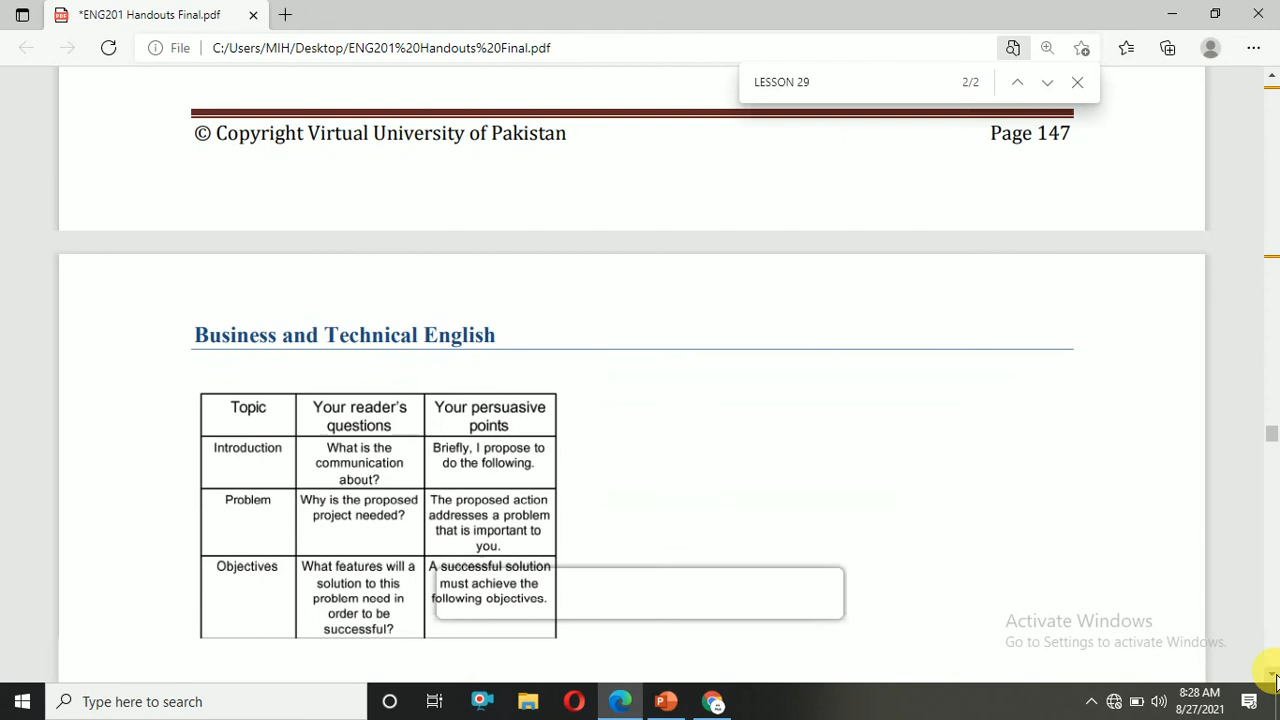 *ENG201 Handouts Final.pdf
File C:/Users/MIH/Desktop/ENG201%20Handouts%20Final.pdf
LESSON 29 2/2
© Copyright Virtual University of Pakistan Page 147
Business and Technical English
Topic Your reader's questions Your persuasive points
Introduction What is the communication about? Briefly, I propose to do the following.
Problem Why is the proposed project needed? The proposed action addresses a problem that is important to you.
Objectives What features will a solution to this problem need in order to be successful? A successful solution must achieve the following objectives.
Activate Windows
Go to Settings to activate Windows.
Type here to search
8:28 AM
8/27/2021